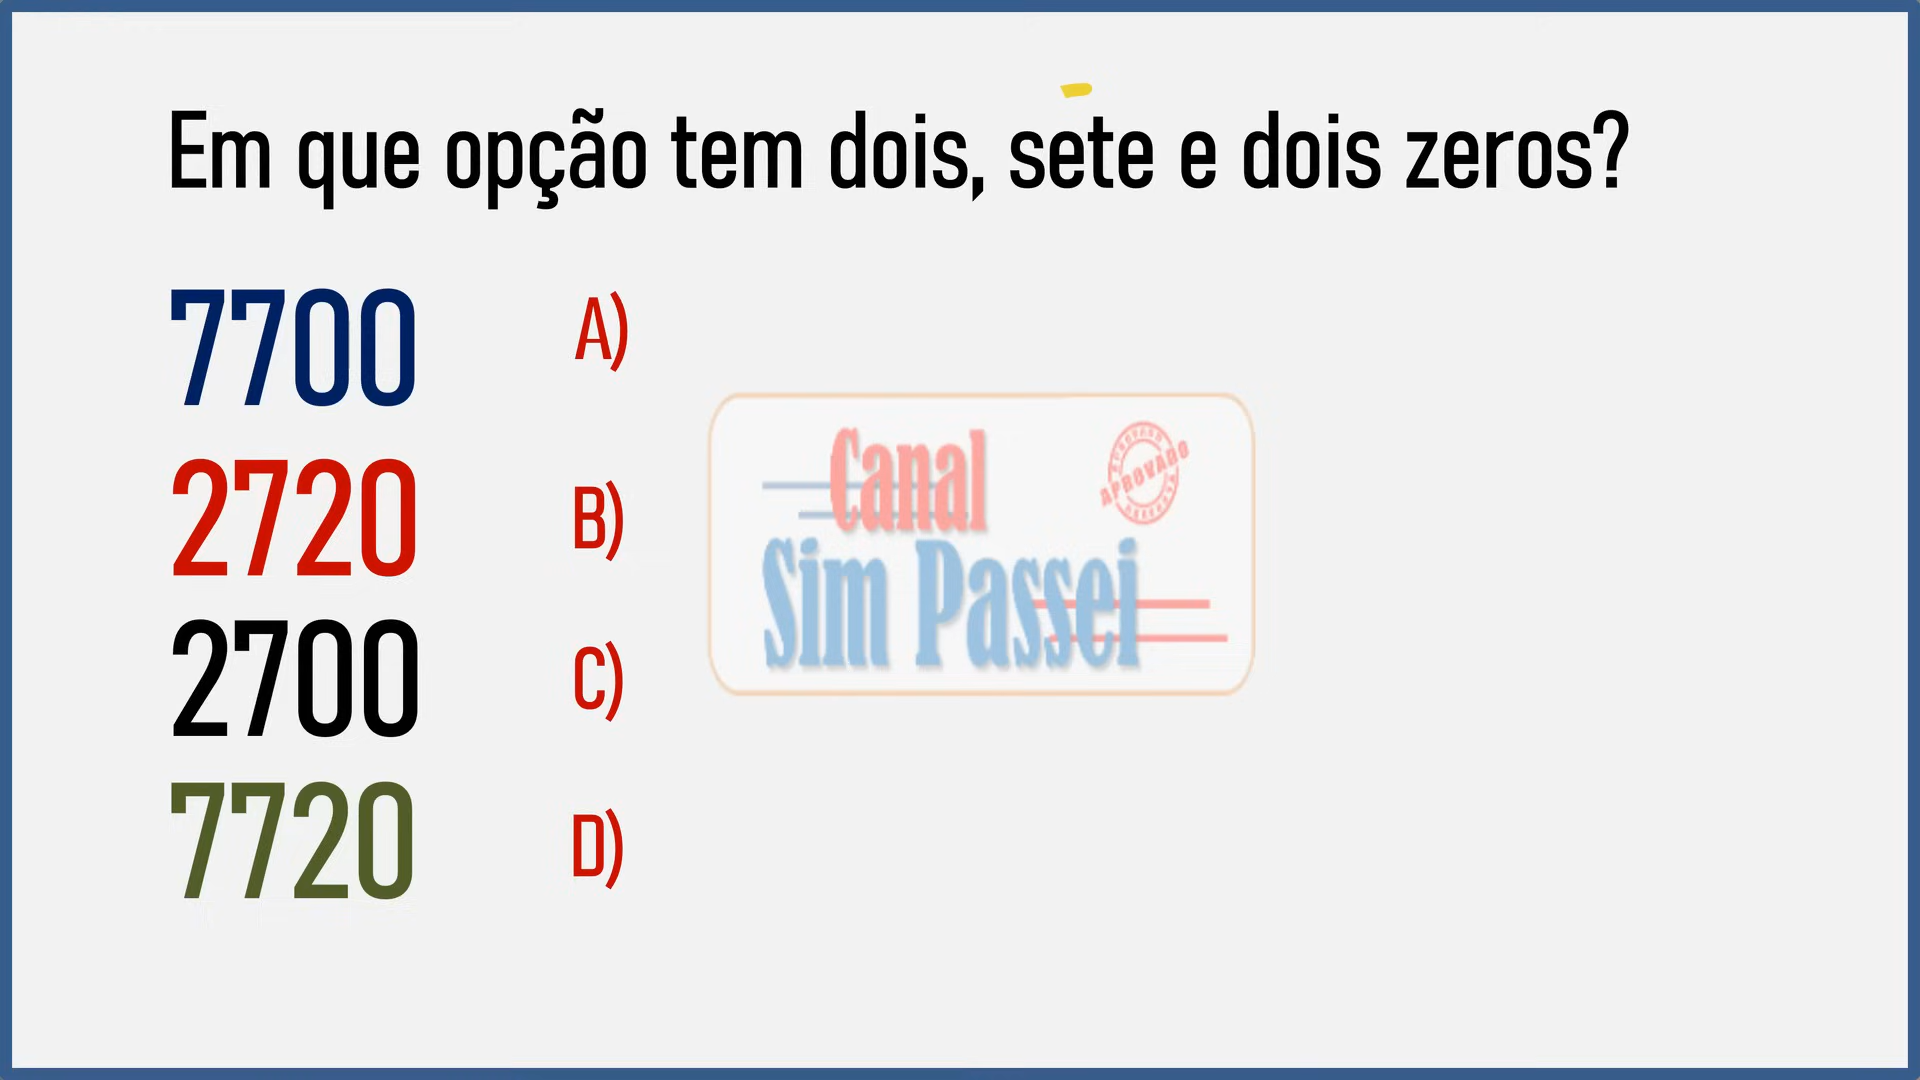 Em que opção tem dois, sete e dois zeros?
7700 A)
2720 B)
2700 C)
7720 D)
Canal
Sim Passei
APROVADO